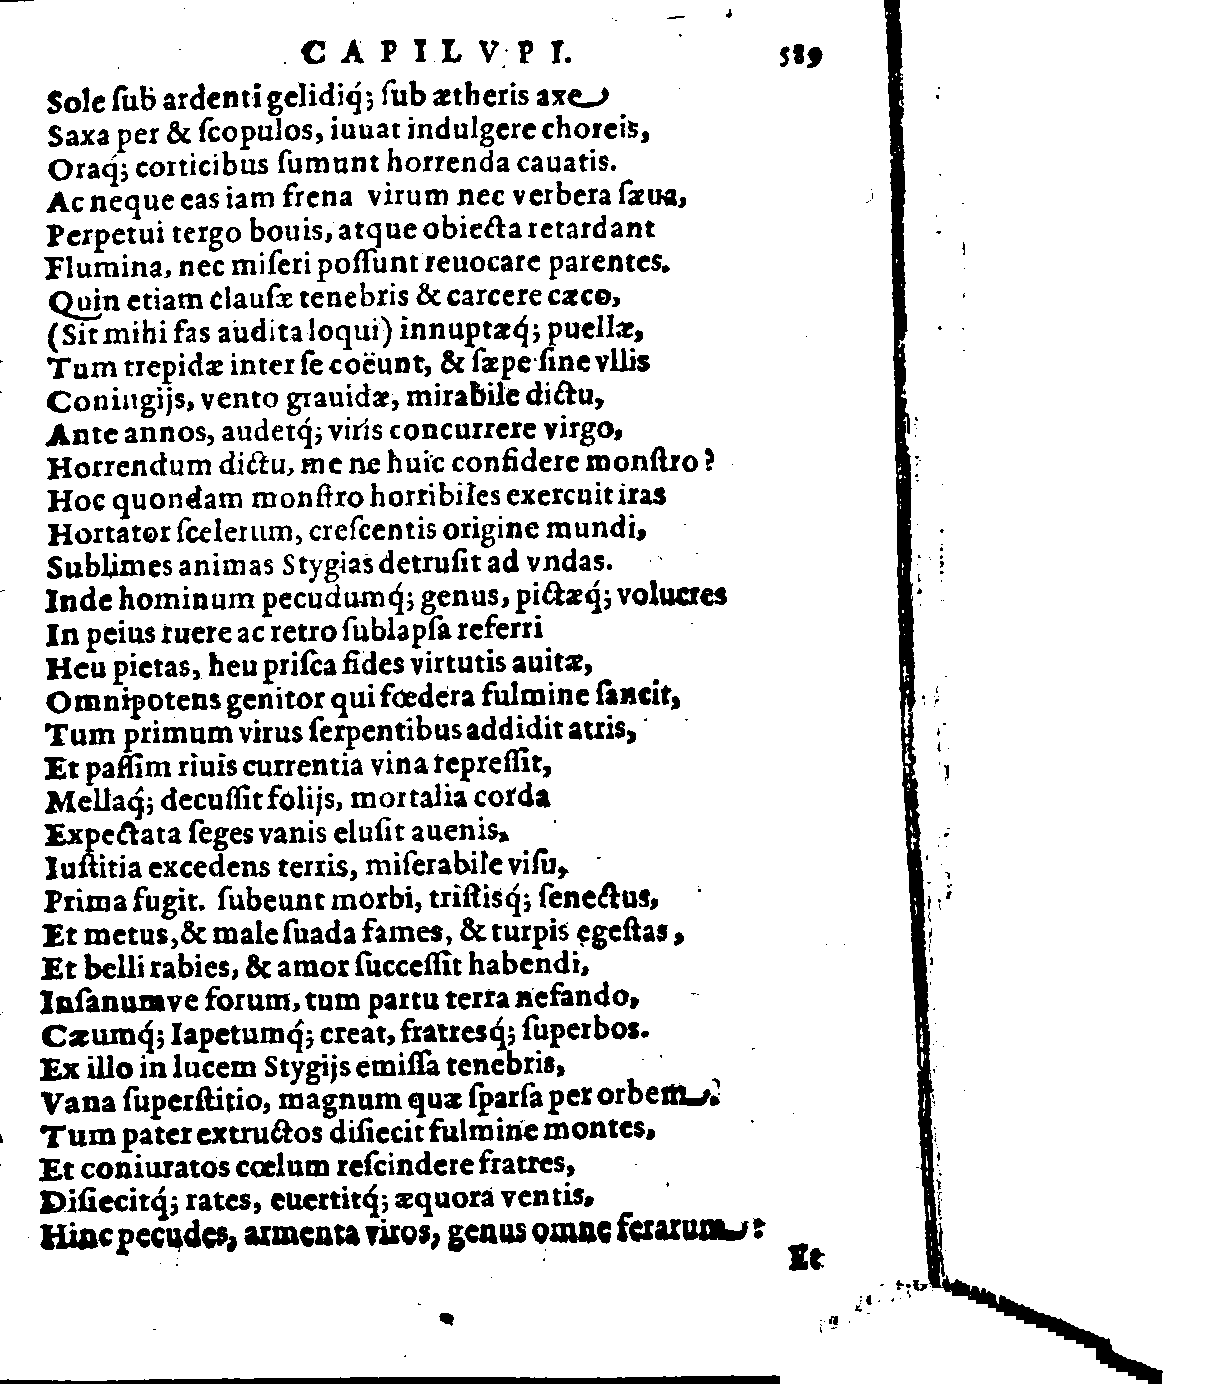 CAPILVPI. 589
Sole ſub ardenti gelidiq́; ſub ætheris axe
Saxa per & ſcopulos, iuuat indulgere choreis,
Oraq́; corticibus ſumunt horrenda cauatis.
Ac neque eas iam frena virum nec verbera ſæua,
Perpetui tergo bouis, atque obiecta retardant
Flumina, nec miſeri poſſunt reuocare parentes.
Quin etiam clauſæ tenebris & carcere cæco,
(Sit mihi fas audita loqui) innuptæq́; puellæ,
Tum trepidæ inter ſe coëunt, & ſæpe ſine vllis
Coniugijs, vento grauidæ, mirabile dictu,
Ante annos, audetq́; viris concurrere virgo,
Horrendum dictu, me ne huic confidere monſtro?
Hoc quondam monſtro horribiles exercuit iras
Hortator ſcelerum, creſcentis origine mundi,
Sublimes animas Stygias detruſit ad vndas.
Inde hominum pecudumq́; genus, pictæq́; volucres
In peius ruere ac retro ſublapſa referri
Heu pietas, heu priſca fides virtutis auitæ,
Omnipotens genitor qui fœdera fulmine ſancit,
Tum primum virus ſerpentibus addidit atris,
Et paſſim riuis currentia vina repreſſit,
Mellaq́; decuſſit folijs, mortalia corda
Expectata ſeges vanis eluſit auenis,
Iuſtitia excedens terris, miſerabile viſu,
Prima fugit. ſubeunt morbi, triſtisq́; ſenectus,
Et metus, & male ſuada fames, & turpis egeſtas,
Et belli rabies, & amor ſucceſſit habendi,
Inſanumve forum, tum partu terra nefando,
Cæumq́; Iapetumq́; creat, fratresq́; ſuperbos.
Ex illo in lucem Stygijs emiſſa tenebris,
Vana ſuperſtitio, magnum quæ ſparſa per orbem.
Tum pater extructos diſiecit fulmine montes,
Et coniuratos cœlum reſcindere fratres,
Diſiecitq́; rates, euertitq́; æquora ventis,
Hinc pecudes, armenta viros, genus omne ferarum:
Et